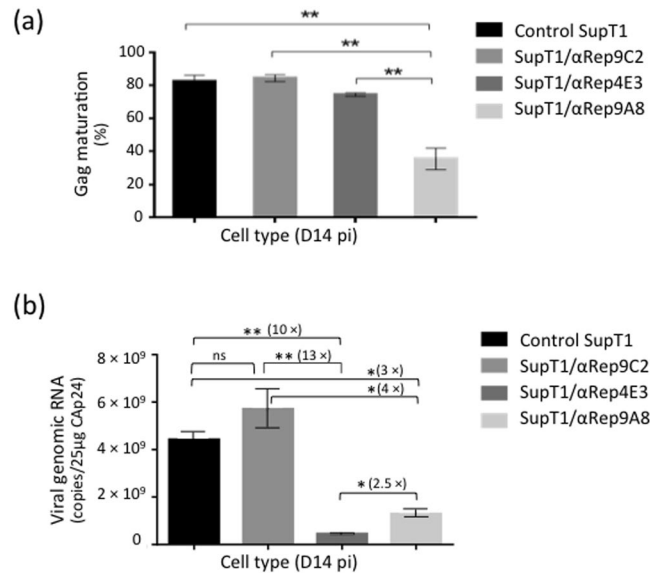 (a)
**
**
**
100
80
60
40
20
0
Gag maturation
(%)
Cell type (D14 pi)
Control SupT1
SupT1/αRep9C2
SupT1/αRep4E3
SupT1/αRep9A8
(b)
** (10 ×)
ns
** (13 ×)
*(3 ×)
*(4 ×)
* (2.5 ×)
8 × 10⁹
6 × 10⁹
4 × 10⁹
2 × 10⁹
0
Viral genomic RNA
(copies/25µg CAp24)
Cell type (D14 pi)
Control SupT1
SupT1/αRep9C2
SupT1/αRep4E3
SupT1/αRep9A8